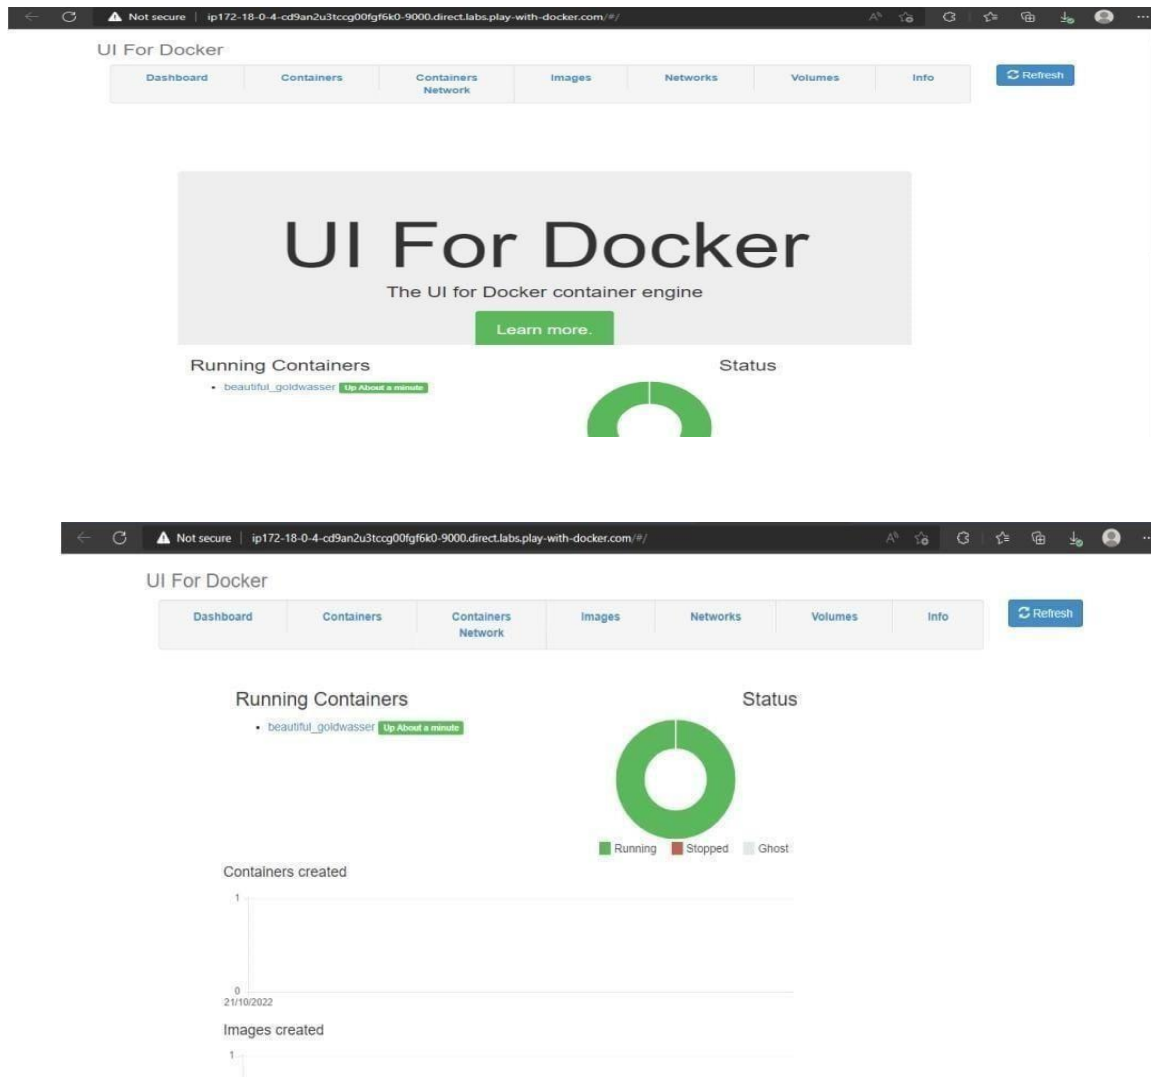 Not secure | ip172-18-0-4-cd9an2u3tccg00fgf6k0-9000.direct.labs.play-with-docker.com/#/
UI For Docker
Dashboard Containers Containers Network Images Networks Volumes Info Refresh
UI For Docker
The UI for Docker container engine
Learn more.
Running Containers Status
beautiful_goldwasser Up About a minute
Not secure | ip172-18-0-4-cd9an2u3tccg00fgf6k0-9000.direct.labs.play-with-docker.com/#/
UI For Docker
Dashboard Containers Containers Network Images Networks Volumes Info Refresh
Running Containers Status
beautiful_goldwasser Up About a minute
Running Stopped Ghost
Containers created
1
0
21/10/2022
Images created
1